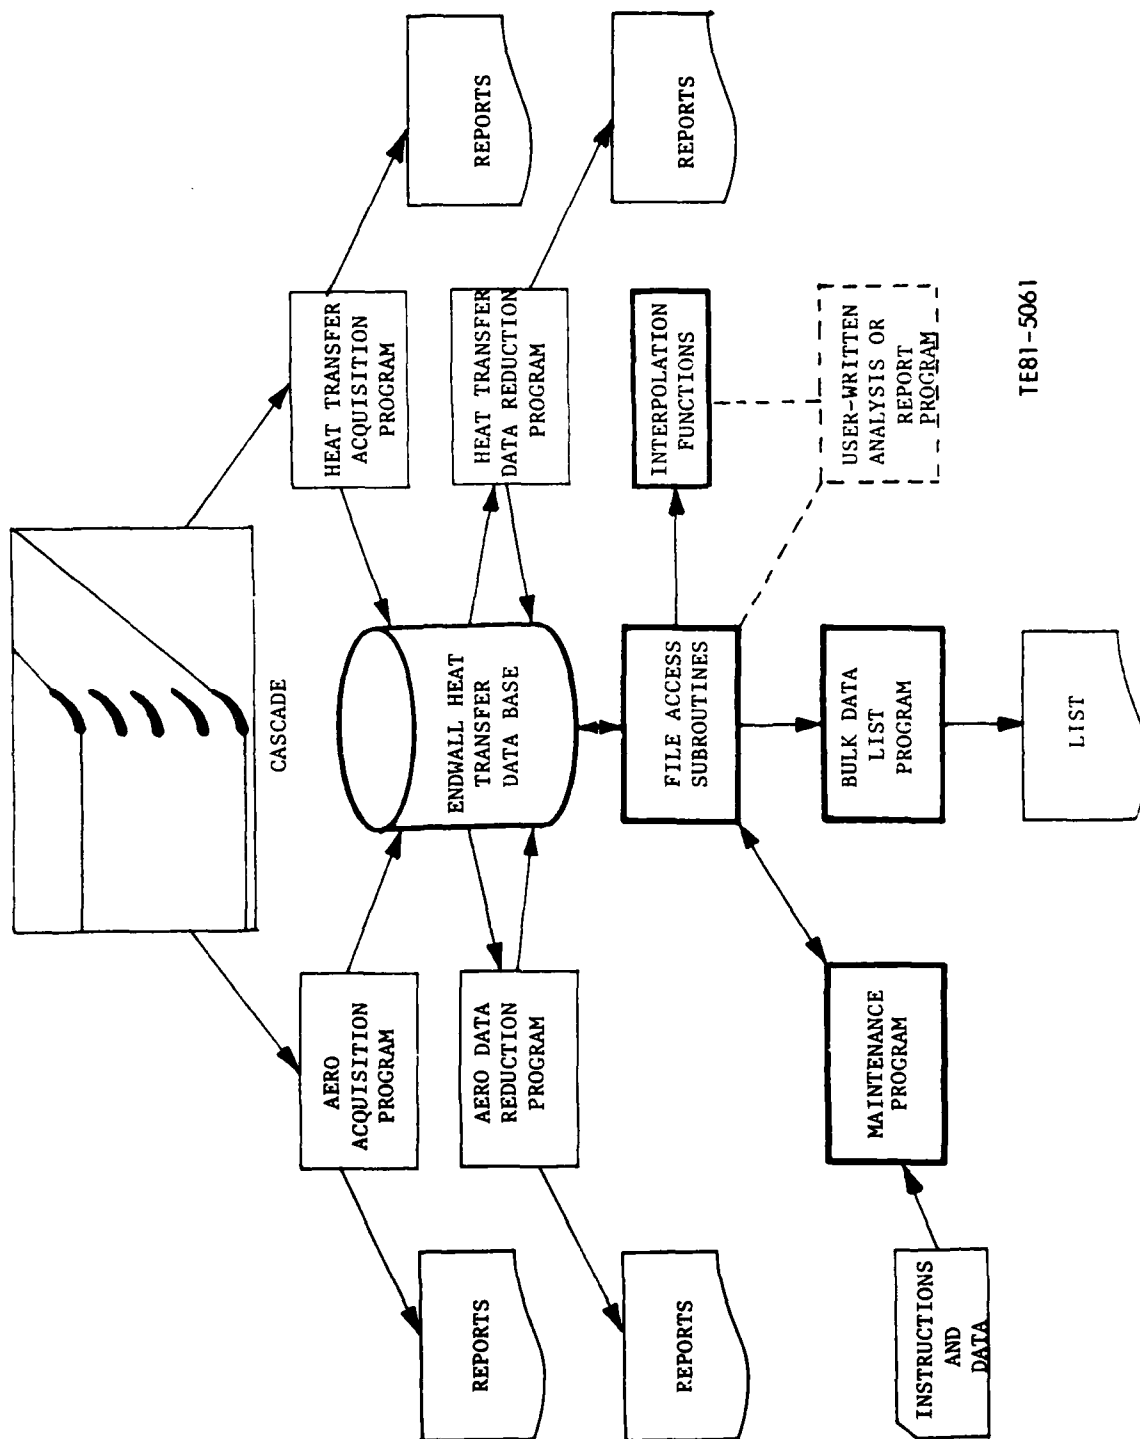 CASCADE
AERO
ACQUISITION
PROGRAM
HEAT TRANSFER
ACQUISITION
PROGRAM
REPORTS
REPORTS
ENDWALL HEAT
TRANSFER
DATA BASE
AERO DATA
REDUCTION
PROGRAM
HEAT TRANSFER
DATA REDUCTION
PROGRAM
REPORTS
REPORTS
FILE ACCESS
SUBROUTINES
INTERPOLATION
FUNCTIONS
MAINTENANCE
PROGRAM
BULK DATA
LIST
PROGRAM
USER-WRITTEN
ANALYSIS OR
REPORT
PROGRAM
INSTRUCTIONS
AND
DATA
LIST
TE81-5061